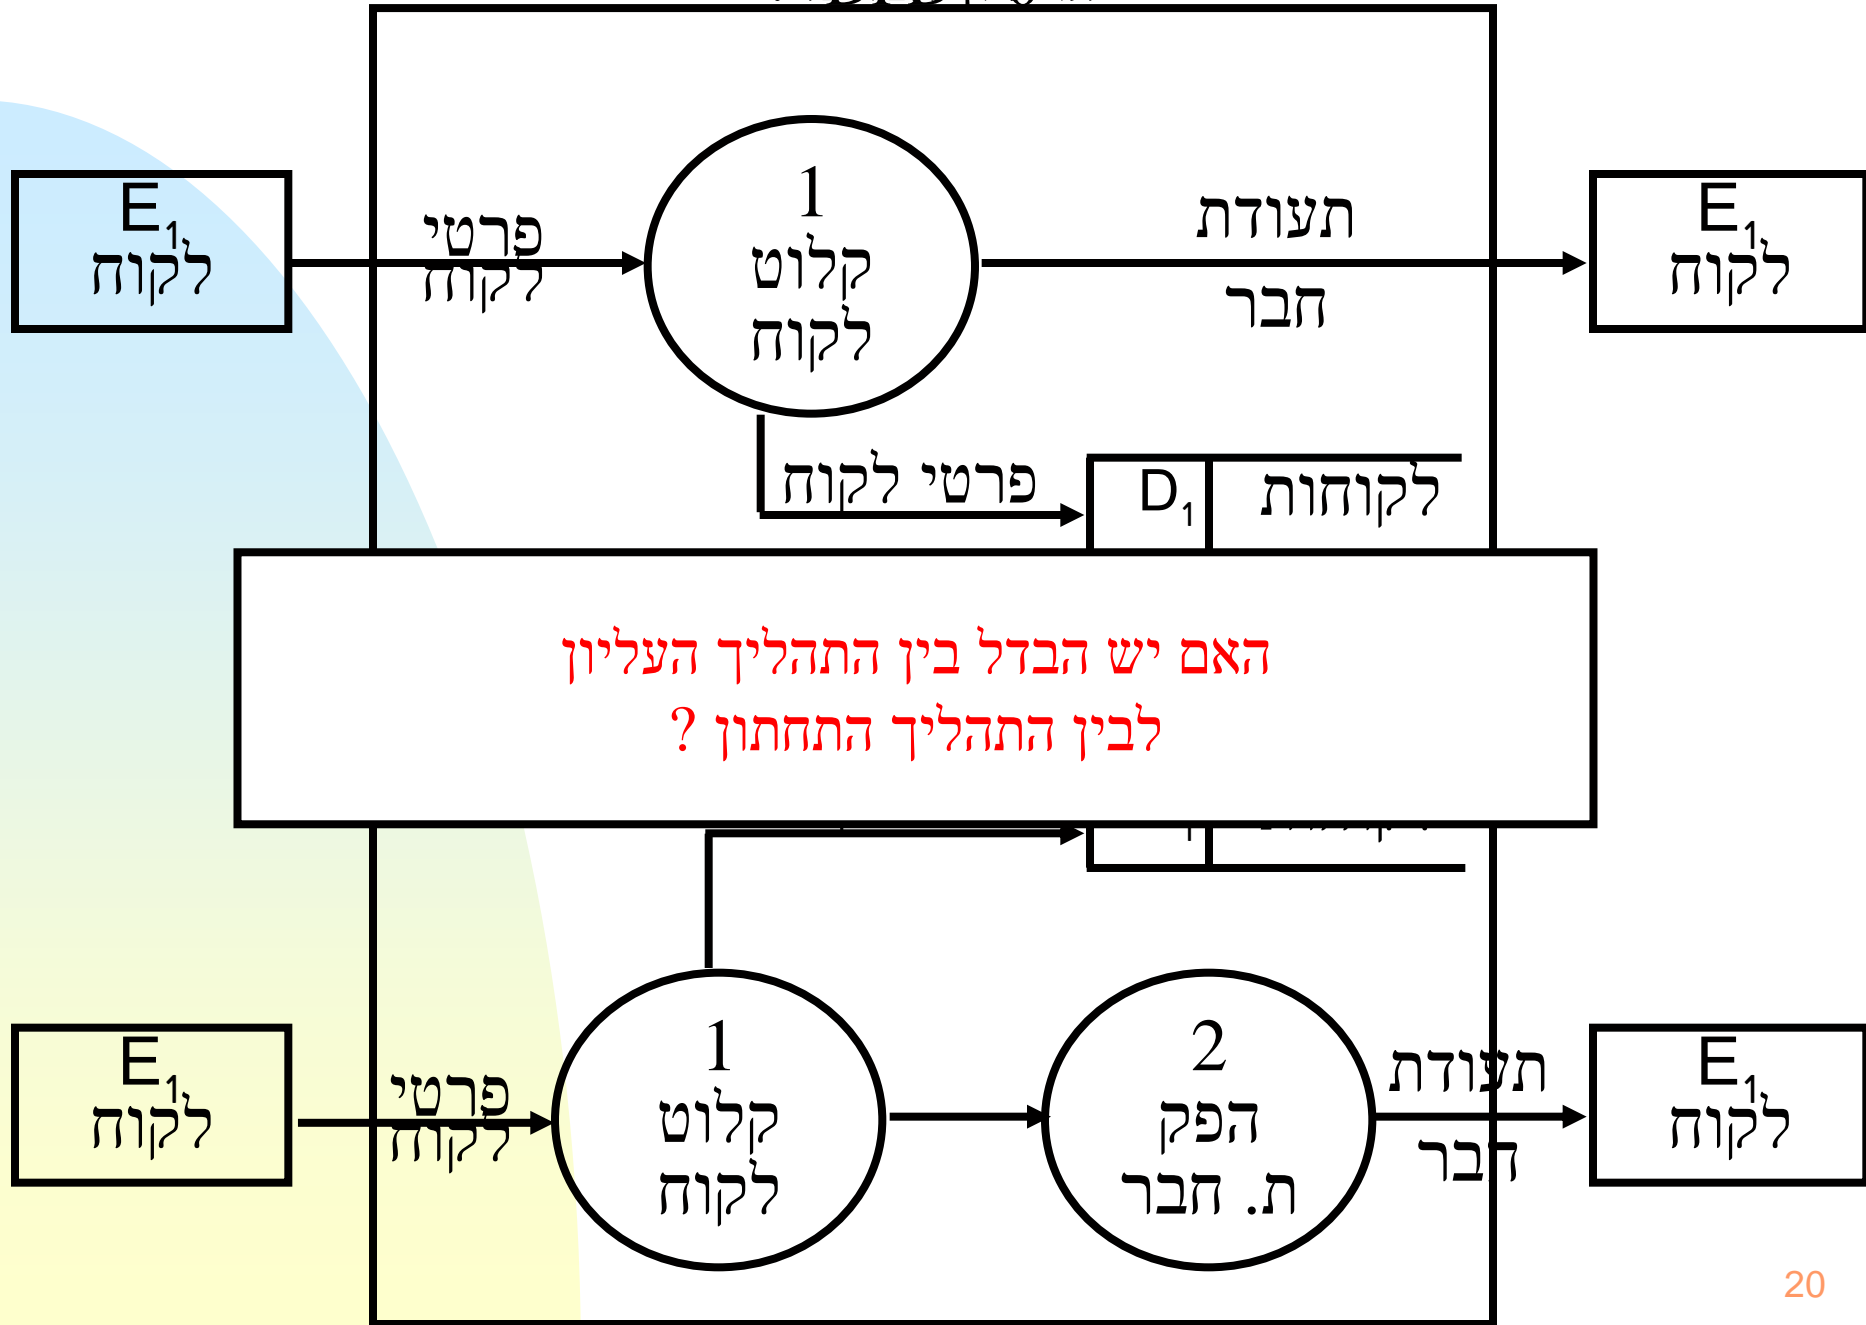 E1
לקוח
פרטי
לקוח
1
קלוט
לקוח
תעודת
חבר
E1
לקוח
פרטי לקוח
D1
לקוחות
האם יש הבדל בין התהליך העליון
לבין התהליך התחתון ?
E1
לקוח
פרטי
לקוח
1
קלוט
לקוח
2
הפק
ת. חבר
תעודת
חבר
E1
לקוח
20